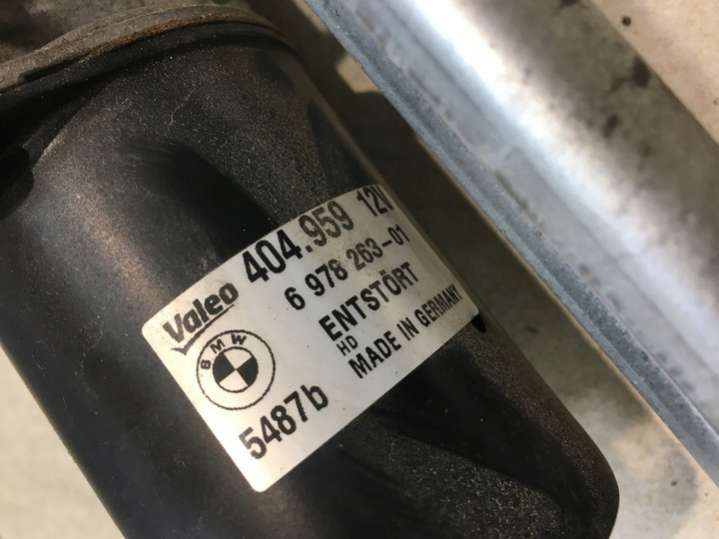 Valeo 404.959 12V
6 978 263-01
BMW
ENTSTÖRT
HD
MADE IN GERMANY
5487b